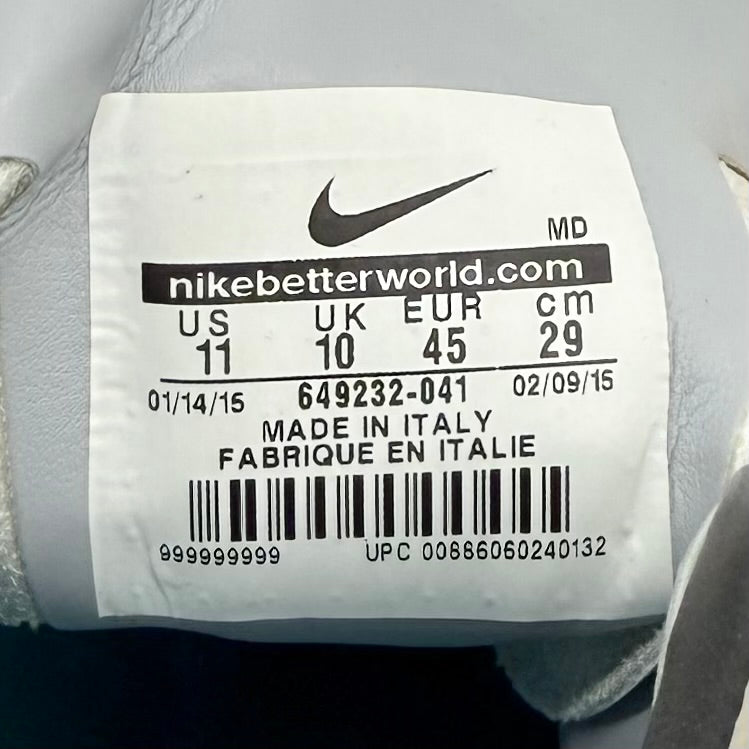 MD
nikebetterworld.com
US UK EUR cm
11 10 45 29
01/14/15 649232-041 02/09/15
MADE IN ITALY
FABRIQUE EN ITALIE
999999999 UPC 00886060240132